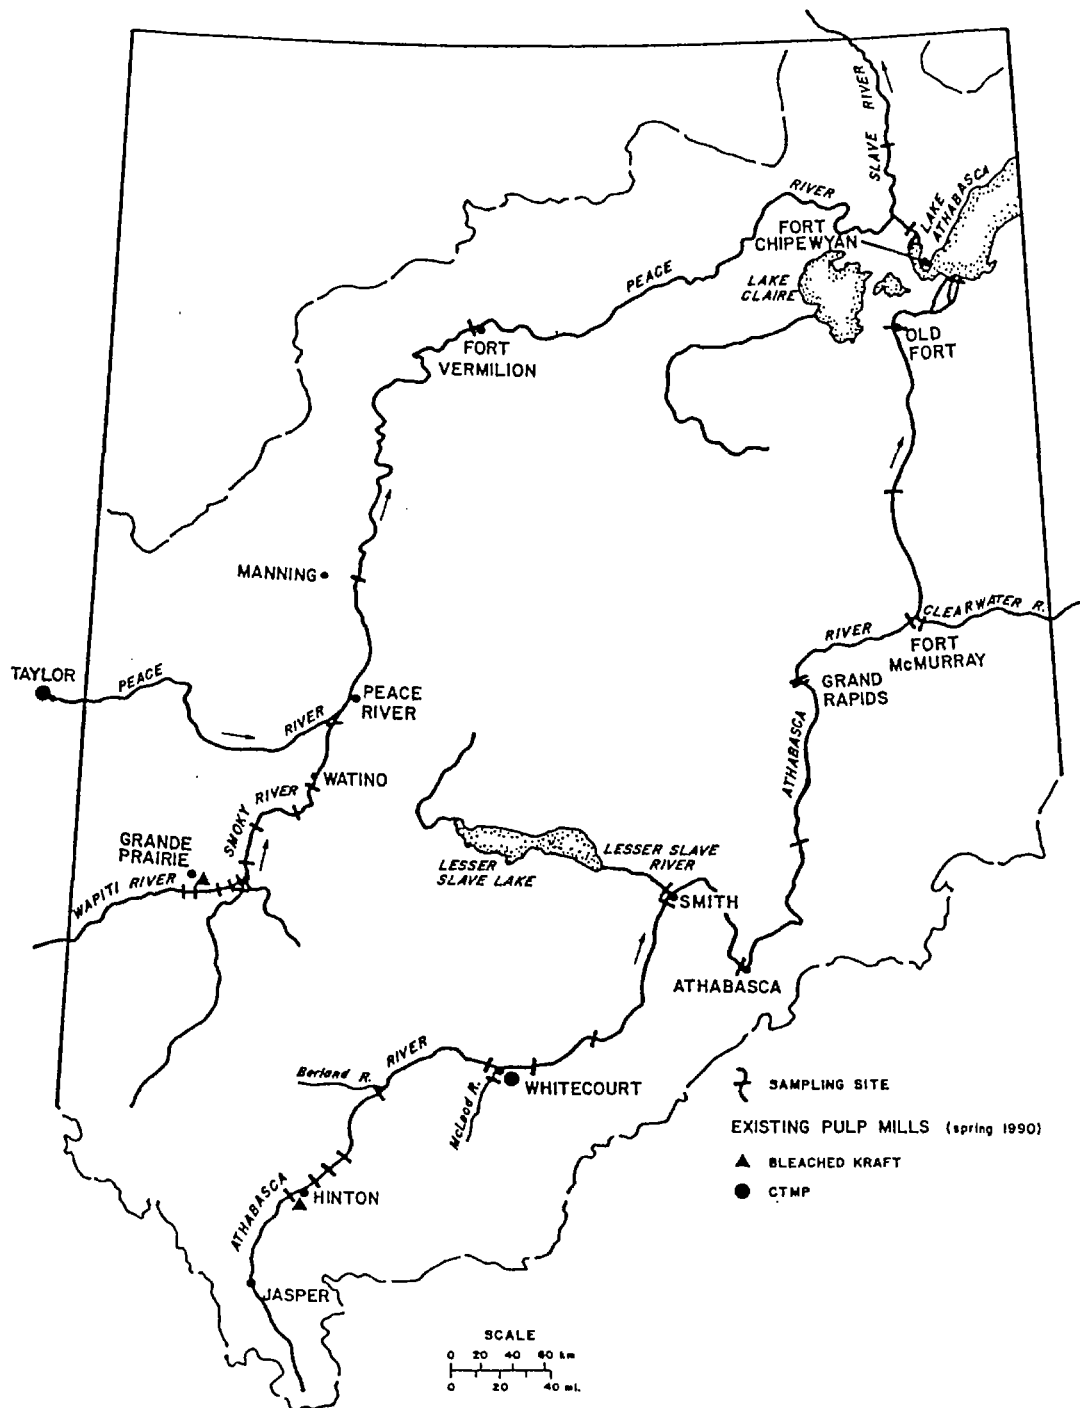 SLAVE RIVER
RIVER
LAKE
ATHABASCA
FORT
CHIPEWYAN
PEACE
LAKE
CLAIRE
OLD
FORT
FORT
VERMILION
MANNING
CLEARWATER R.
RIVER
FORT
McMURRAY
TAYLOR
PEACE
GRAND
RAPIDS
PEACE
RIVER
RIVER
ATHABASCA
WATINO
SMOKY RIVER
GRANDE
PRAIRIE
LESSER SLAVE
RIVER
LESSER
SLAVE LAKE
WAPITI RIVER
SMITH
ATHABASCA
RIVER
Berland R.
WHITECOURT
McLeod R.
SAMPLING SITE
EXISTING PULP MILLS (spring 1990)
BLEACHED KRAFT
CTMP
HINTON
ATHABASCA
JASPER
SCALE
0 20 40 60 km
0 20 40 mi.